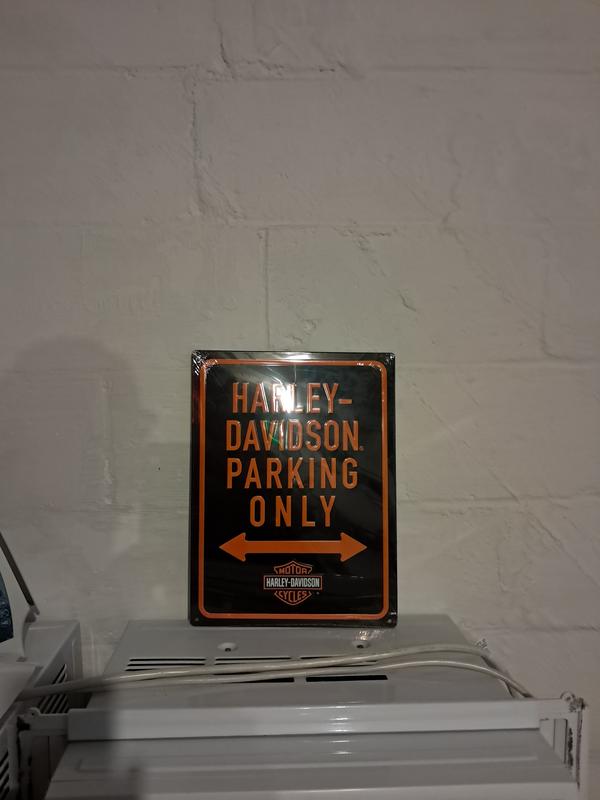 HARLEY-
DAVIDSON®
PARKING
ONLY
MOTOR
HARLEY-DAVIDSON
CYCLES